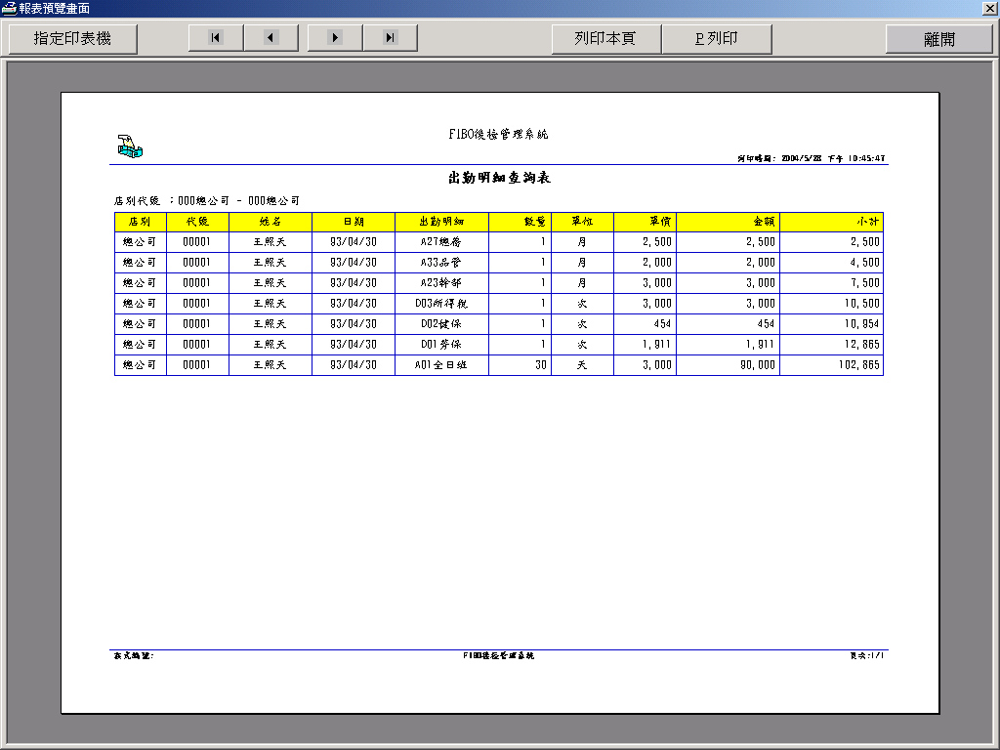 報表預覽畫面
指定印表機 列印本頁 P.列印 離開
FIBO後檯管理系統
列印時間: 2004/5/28 下午 10:45:47
出勤明細查詢表
店別代號 :000總公司 - 000總公司
店別 代號 姓名 日期 出勤明細 數量 單位 單價 金額 小計
總公司 00001 王照天 93/04/30 A27總務 1 月 2,500 2,500 2,500
總公司 00001 王照天 93/04/30 A33品管 1 月 2,000 2,000 4,500
總公司 00001 王照天 93/04/30 A23幹部 1 月 3,000 3,000 7,500
總公司 00001 王照天 93/04/30 D03所得稅 1 次 3,000 3,000 10,500
總公司 00001 王照天 93/04/30 D02健保 1 次 454 454 10,954
總公司 00001 王照天 93/04/30 D01勞保 1 次 1,911 1,911 12,865
總公司 00001 王照天 93/04/30 A01全日班 30 天 3,000 90,000 102,865
表式編號: FIBO後檯管理系統 頁次:1/1